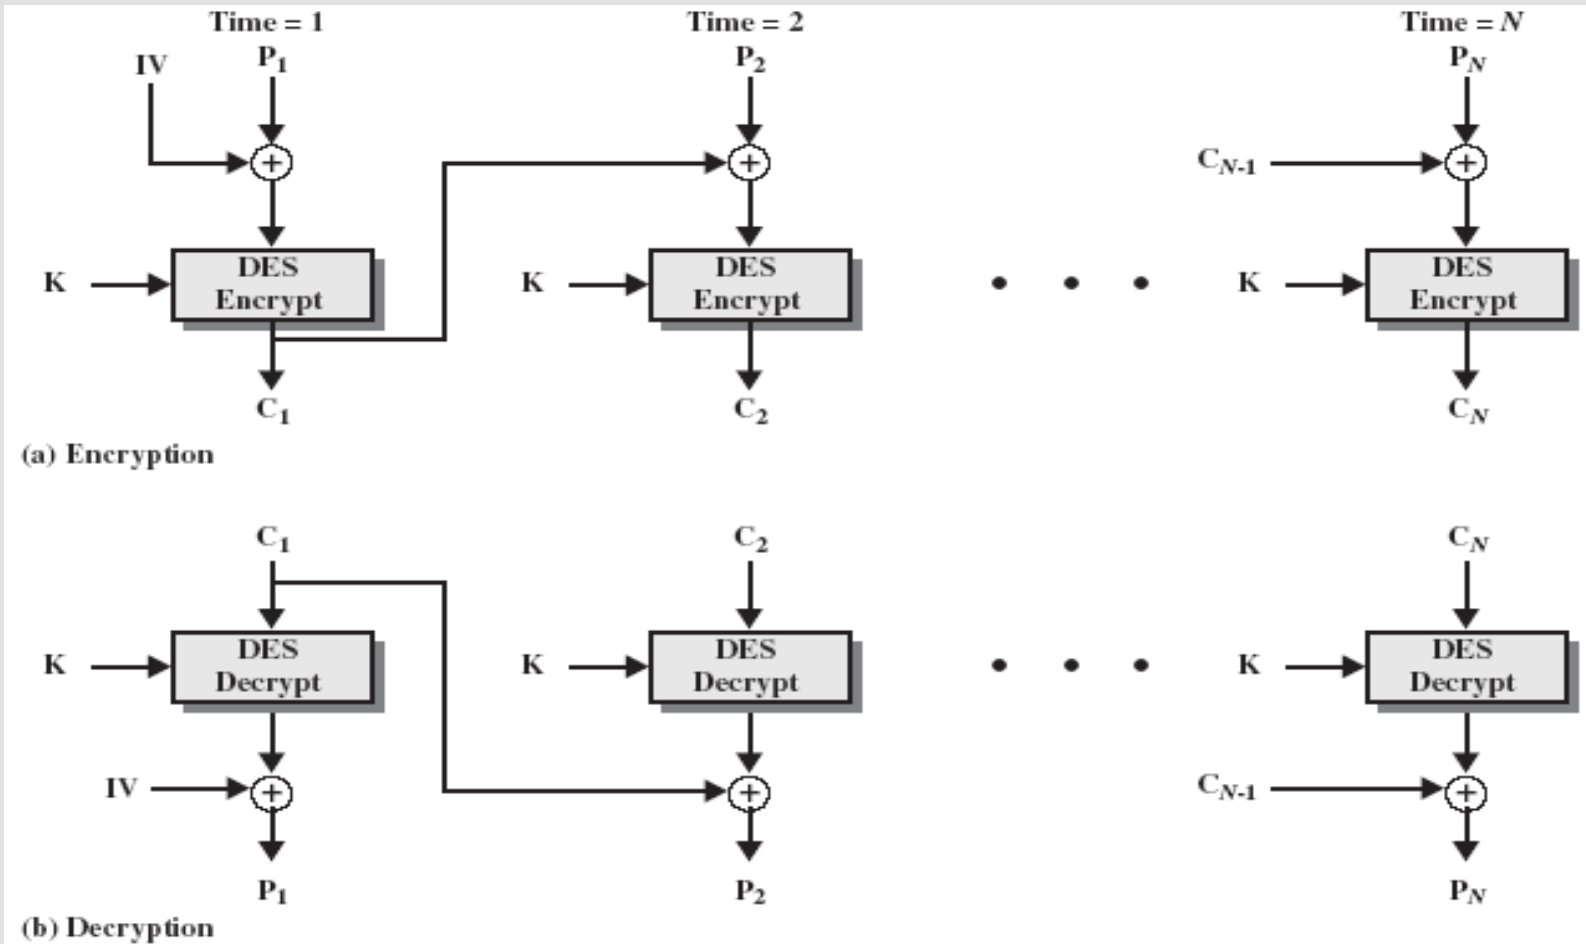 Time = 1
Time = 2
Time = N
IV
P1
P2
PN
CN-1
K
DES
Encrypt
K
DES
Encrypt
K
DES
Encrypt
C1
C2
CN
(a) Encryption
C1
C2
CN
K
DES
Decrypt
K
DES
Decrypt
K
DES
Decrypt
IV
CN-1
P1
P2
PN
(b) Decryption